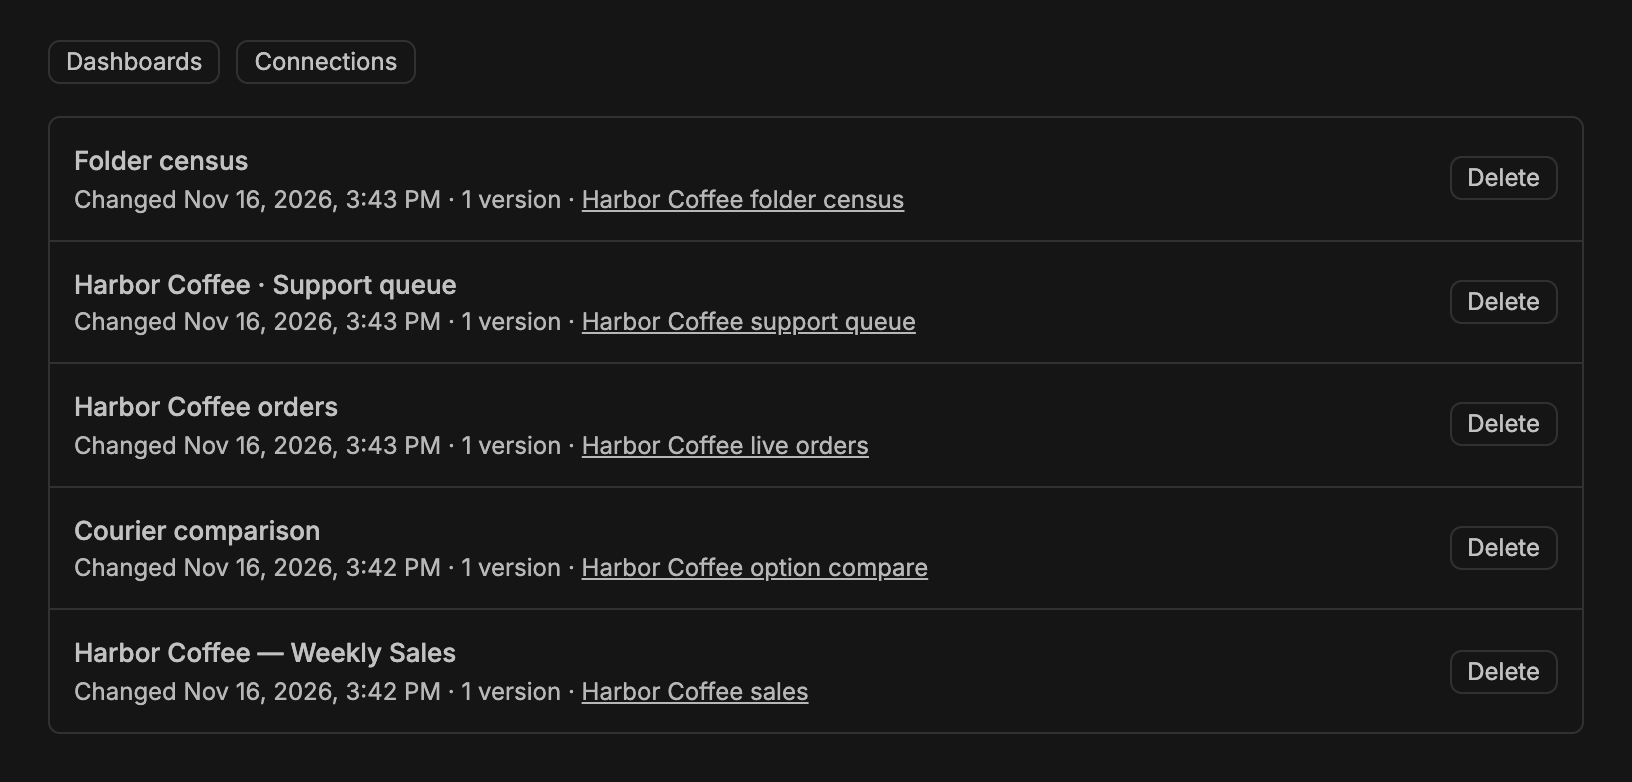 Dashboards Connections
Folder census
Changed Nov 16, 2026, 3:43 PM · 1 version · Harbor Coffee folder census
Delete
Harbor Coffee · Support queue
Changed Nov 16, 2026, 3:43 PM · 1 version · Harbor Coffee support queue
Delete
Harbor Coffee orders
Changed Nov 16, 2026, 3:43 PM · 1 version · Harbor Coffee live orders
Delete
Courier comparison
Changed Nov 16, 2026, 3:42 PM · 1 version · Harbor Coffee option compare
Delete
Harbor Coffee — Weekly Sales
Changed Nov 16, 2026, 3:42 PM · 1 version · Harbor Coffee sales
Delete